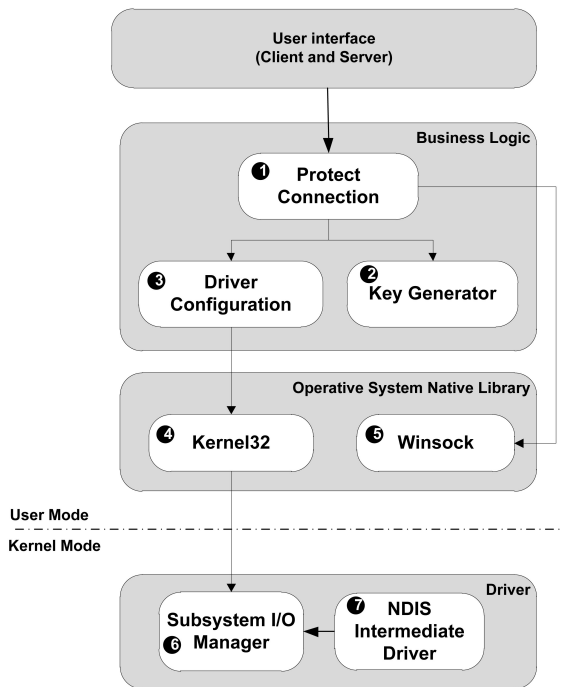 User interface
(Client and Server)
Business Logic
1
Protect
Connection
3
Driver
Configuration
2
Key Generator
Operative System Native Library
4
Kernel32
5
Winsock
User Mode
Kernel Mode
Driver
Subsystem I/O
6 Manager
7
NDIS
Intermediate
Driver